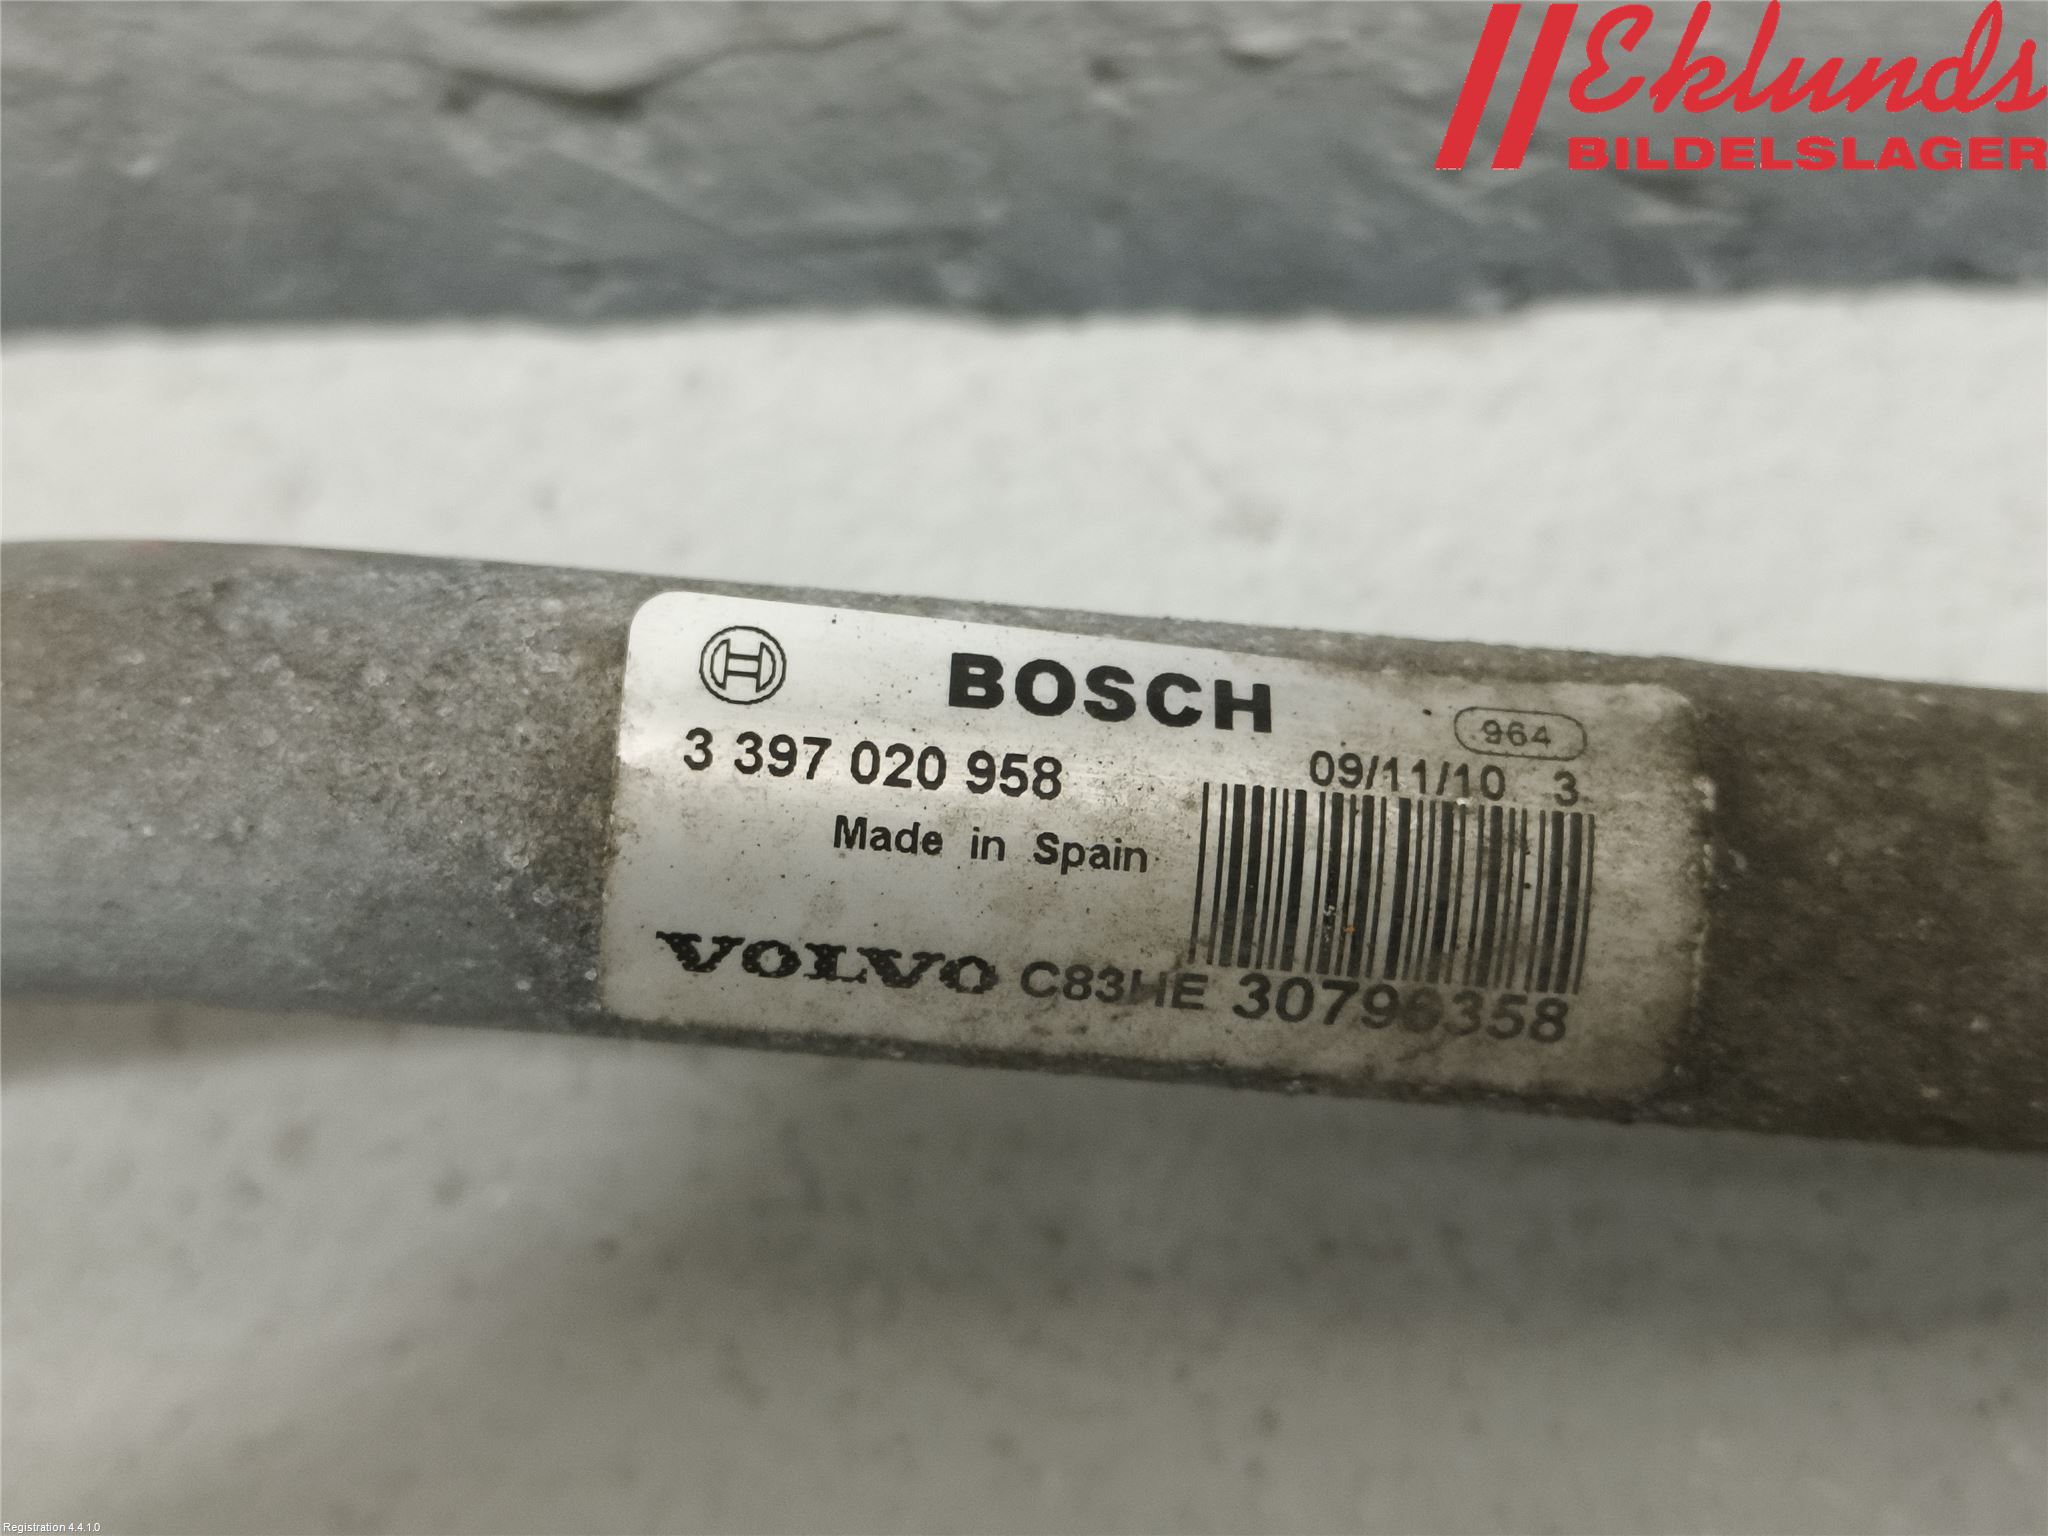 Eklunds
BILDELSLAGER
BOSCH
964
3 397 020 958
09/11/10 3
Made in Spain
VOLVO C83HE 30796358
Registration 4.4.1.0